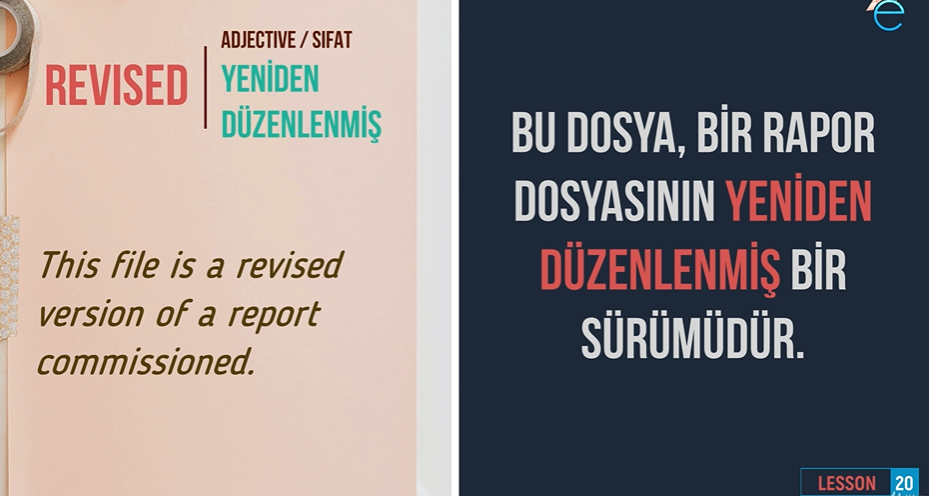 REVISED
ADJECTIVE / SIFAT
YENİDEN
DÜZENLENMİŞ
This file is a revised
version of a report
commissioned.
e
BU DOSYA, BİR RAPOR
DOSYASININ YENİDEN
DÜZENLENMİŞ BİR
SÜRÜMÜDÜR.
LESSON 20